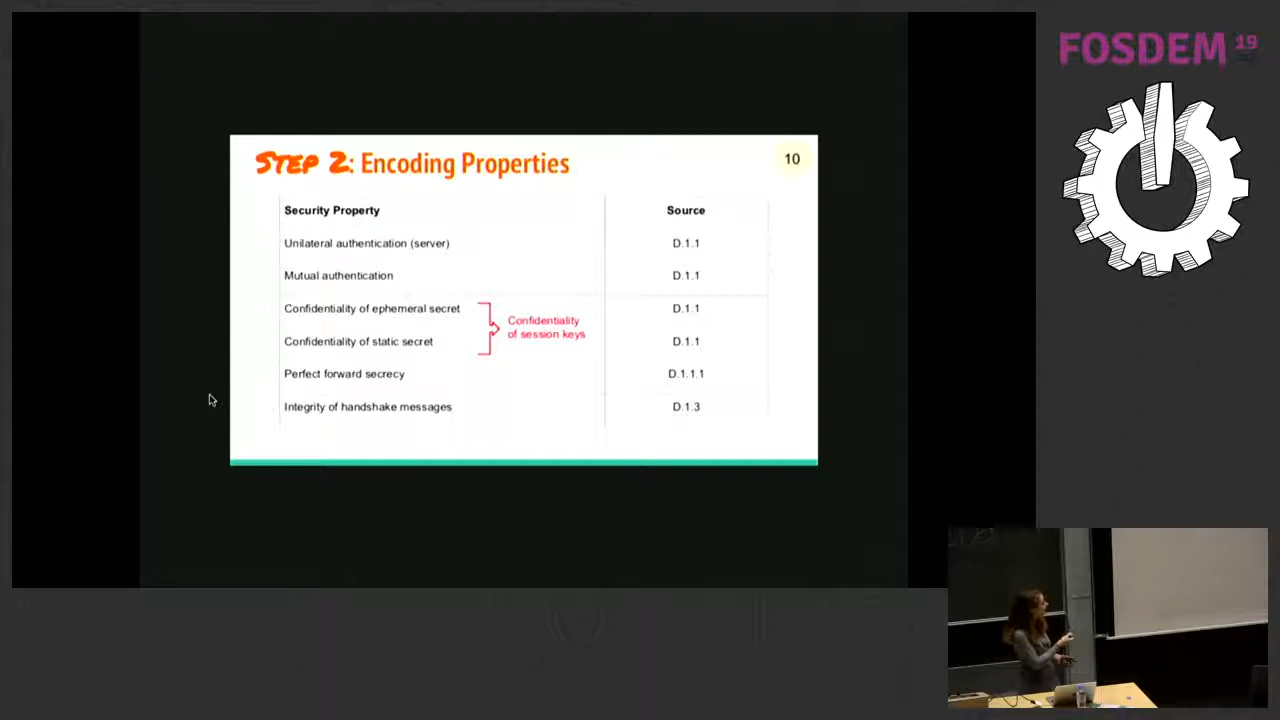 FOSDEM 19
STEP 2: Encoding Properties
10
Security Property Source
Unilateral authentication (server) D.1.1
Mutual authentication D.1.1
Confidentiality of ephemeral secret D.1.1
Confidentiality
of session keys
Confidentiality of static secret D.1.1
Perfect forward secrecy D.1.1.1
Integrity of handshake messages D.1.3